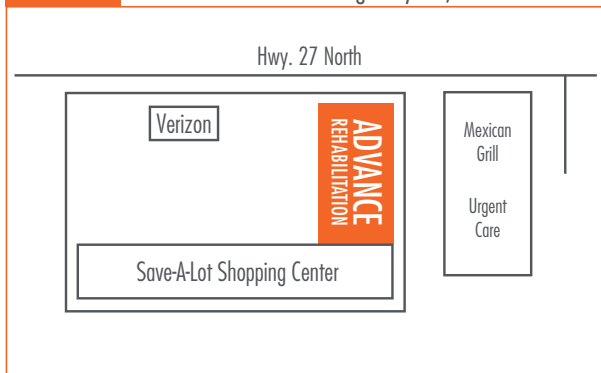 Hwy. 27 North
Verizon
ADVANCE
REHABILITATION
Mexican
Grill
Urgent
Care
Save-A-Lot Shopping Center